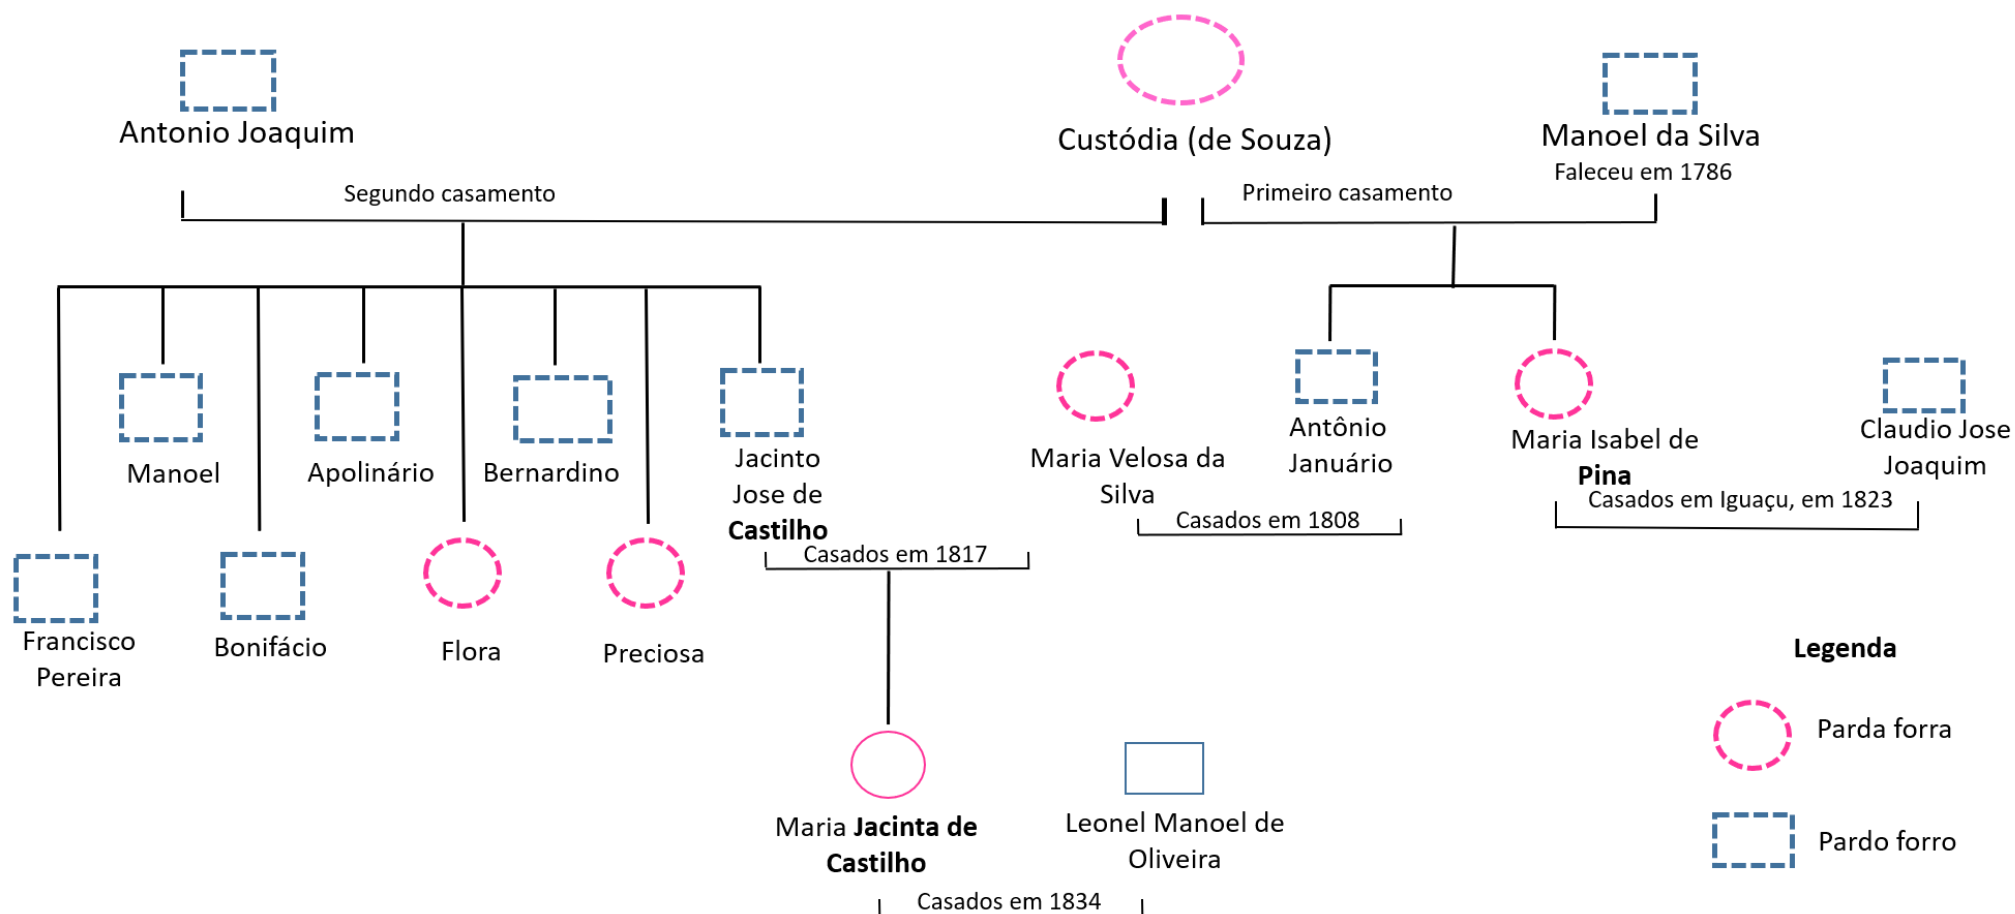 Antonio Joaquim
Custódia (de Souza)
Manoel da Silva
Faleceu em 1786
Segundo casamento
Primeiro casamento
Manoel
Apolinário
Bernardino
Jacinto
Jose de
Castilho
Maria Velosa da
Silva
Antônio
Januário
Maria Isabel de
Pina
Claudio Jose
Joaquim
Casados em 1817
Casados em 1808
Casados em Iguaçu, em 1823
Francisco
Pereira
Bonifácio
Flora
Preciosa
Maria Jacinta de
Castilho
Leonel Manoel de
Oliveira
Casados em 1834
Legenda
Parda forra
Pardo forro